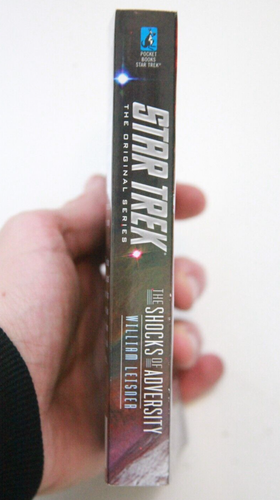 POCKET
BOOKS
STAR TREK®
STAR TREK®
THE ORIGINAL SERIES
THE SHOCKS OF ADVERSITY
WILLIAM LEISNER